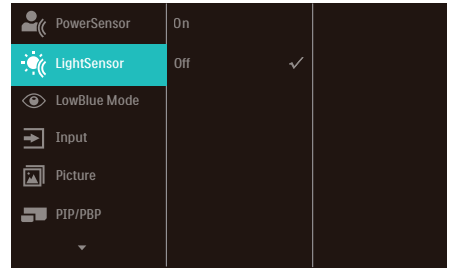 PowerSensor
On
LightSensor
Off
LowBlue Mode
Input
Picture
PIP/PBP